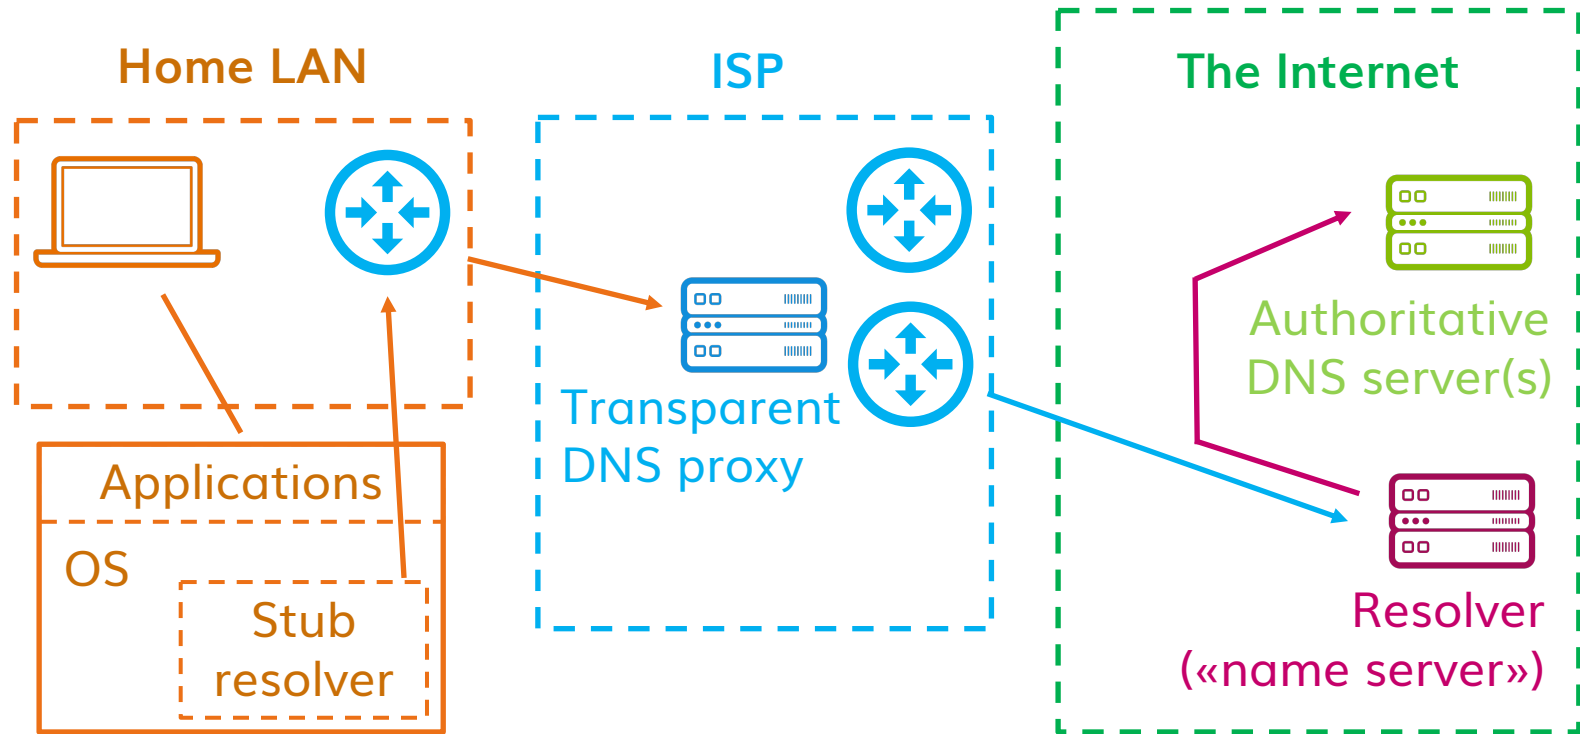 Home LAN
ISP
The Internet
Authoritative
DNS server(s)
Transparent
DNS proxy
Applications
OS
Stub
resolver
Resolver
(«name server»)